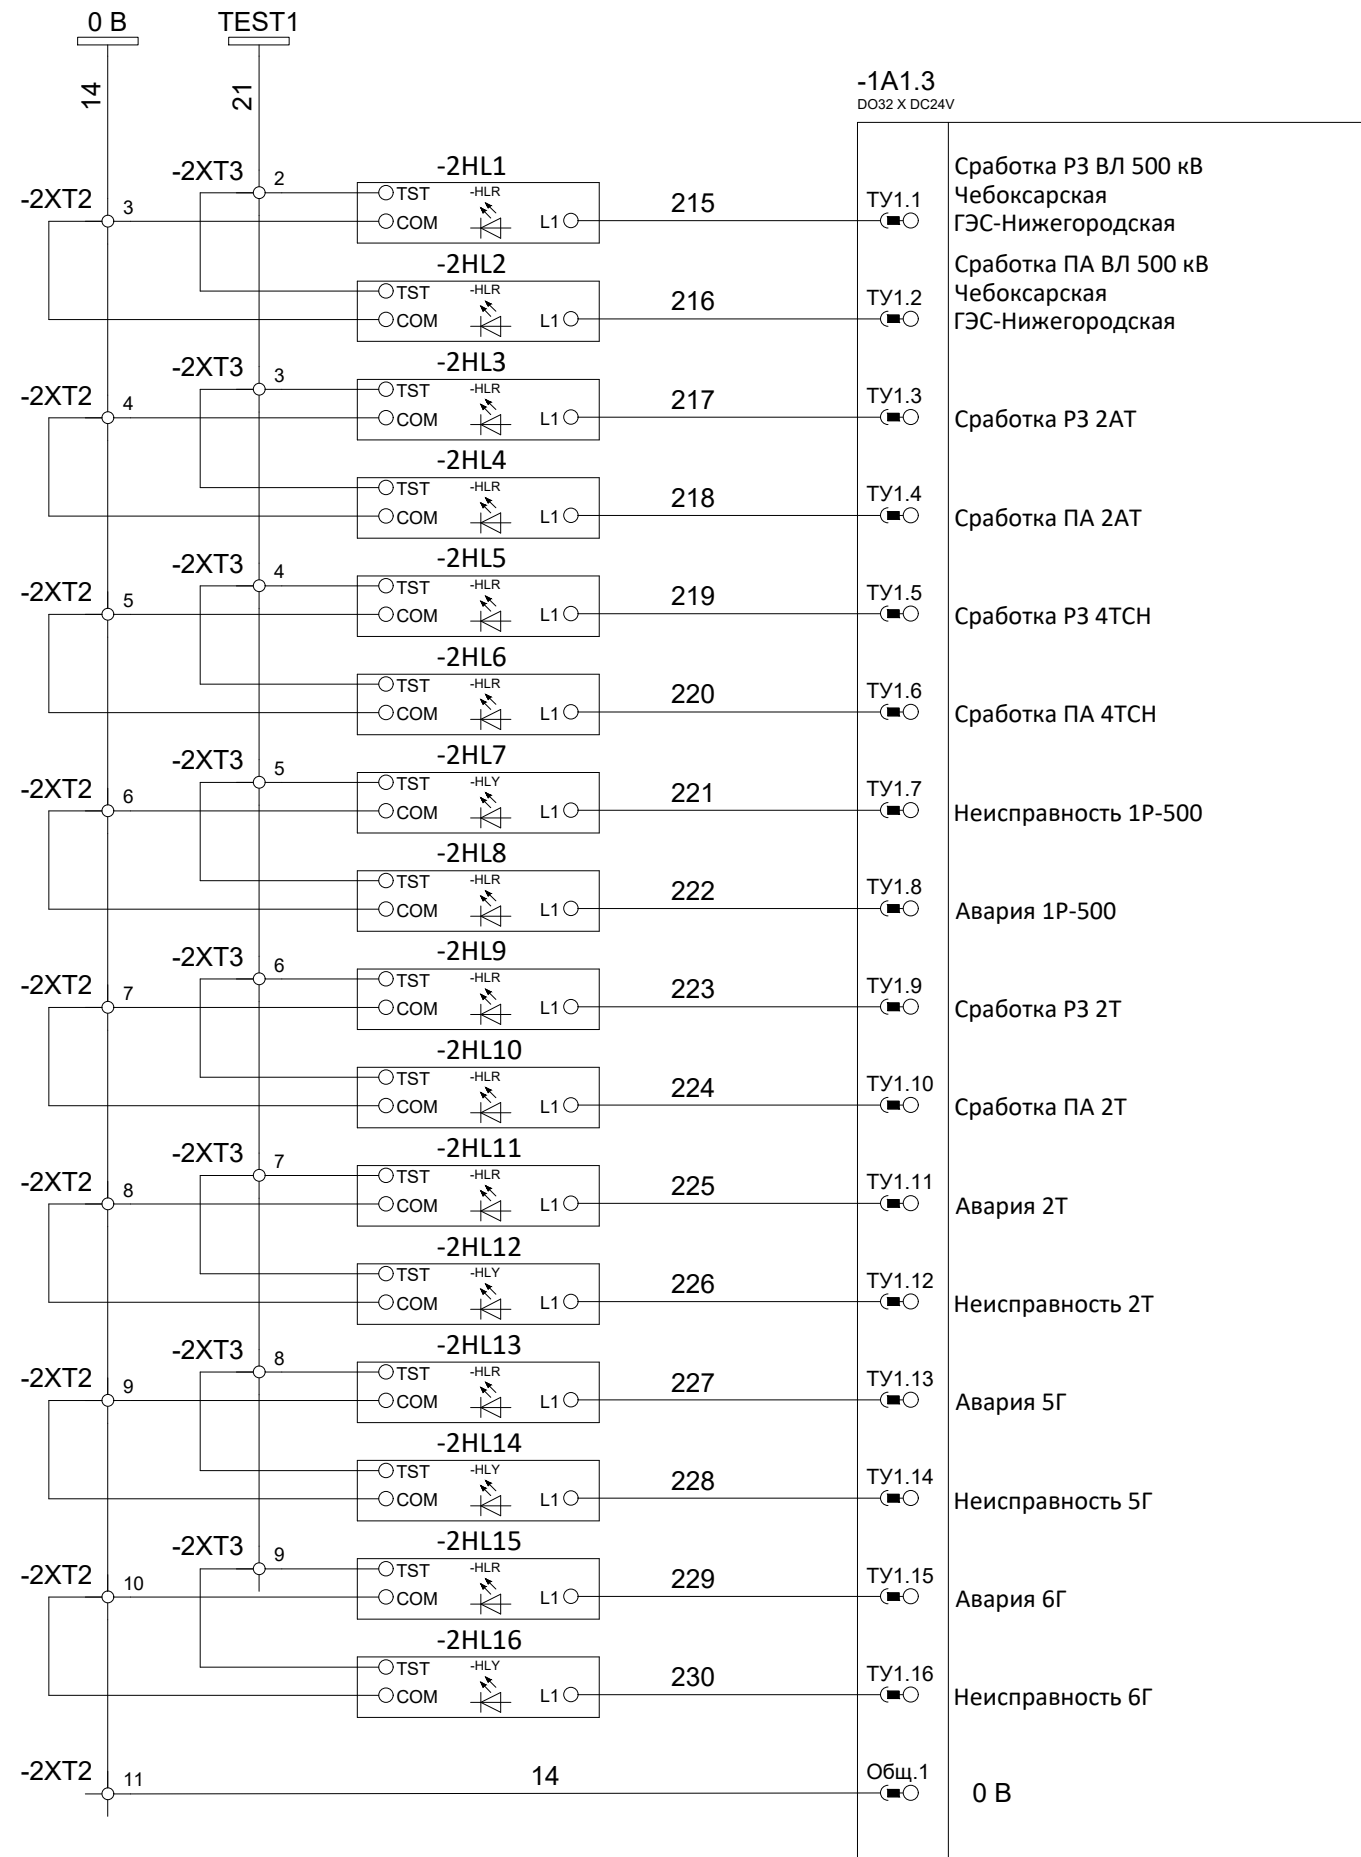 0 В
TEST1
14
21
-1A1.3
DO32 X DC24V
-2XT3
2
-2HL1
-2XT2
3
TST
-HLR
COM
L1
215
ТУ1.1
Сработка РЗ ВЛ 500 кВ
Чебоксарская
ГЭС-Нижегородская
-2HL2
TST
-HLR
COM
L1
216
ТУ1.2
Сработка ПА ВЛ 500 кВ
Чебоксарская
ГЭС-Нижегородская
-2XT3
3
-2HL3
-2XT2
4
TST
-HLR
COM
L1
217
ТУ1.3
Сработка РЗ 2АТ
-2HL4
TST
-HLR
COM
L1
218
ТУ1.4
Сработка ПА 2АТ
-2XT3
4
-2HL5
-2XT2
5
TST
-HLR
COM
L1
219
ТУ1.5
Сработка РЗ 4ТСН
-2HL6
TST
-HLR
COM
L1
220
ТУ1.6
Сработка ПА 4ТСН
-2XT3
5
-2HL7
-2XT2
6
TST
-HLY
COM
L1
221
ТУ1.7
Неисправность 1Р-500
-2HL8
TST
-HLR
COM
L1
222
ТУ1.8
Авария 1Р-500
-2XT3
6
-2HL9
-2XT2
7
TST
-HLR
COM
L1
223
ТУ1.9
Сработка РЗ 2Т
-2HL10
TST
-HLR
COM
L1
224
ТУ1.10
Сработка ПА 2Т
-2XT3
7
-2HL11
-2XT2
8
TST
-HLR
COM
L1
225
ТУ1.11
Авария 2Т
-2HL12
TST
-HLY
COM
L1
226
ТУ1.12
Неисправность 2Т
-2XT3
8
-2HL13
-2XT2
9
TST
-HLR
COM
L1
227
ТУ1.13
Авария 5Г
-2HL14
TST
-HLY
COM
L1
228
ТУ1.14
Неисправность 5Г
-2XT3
9
-2HL15
-2XT2
10
TST
-HLR
COM
L1
229
ТУ1.15
Авария 6Г
-2HL16
TST
-HLY
COM
L1
230
ТУ1.16
Неисправность 6Г
-2XT2
11
14
Общ.1
0 В